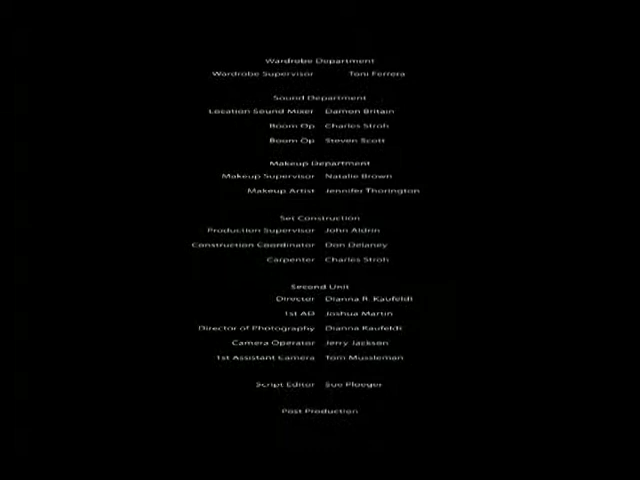 Wardrobe Department
Wardrobe Supervisor Toni Ferrera
Sound Department
Location Sound Mixer Damon Britain
Boom Op Charles Stroh
Boom Op Steven Scott
Makeup Department
Makeup Supervisor Natalie Brown
Makeup Artist Jennifer Thorington
Set Construction
Production Supervisor John Aldrin
Construction Coordinator Don Delaney
Carpenter Charles Stroh
Second Unit
Director Dianna R. Kaufeldt
1st AD Joshua Martin
Director of Photography Dianna Kaufeldt
Camera Operator Jerry Jackson
1st Assistant Camera Tom Mussleman
Script Editor Sue Ploeger
Post Production